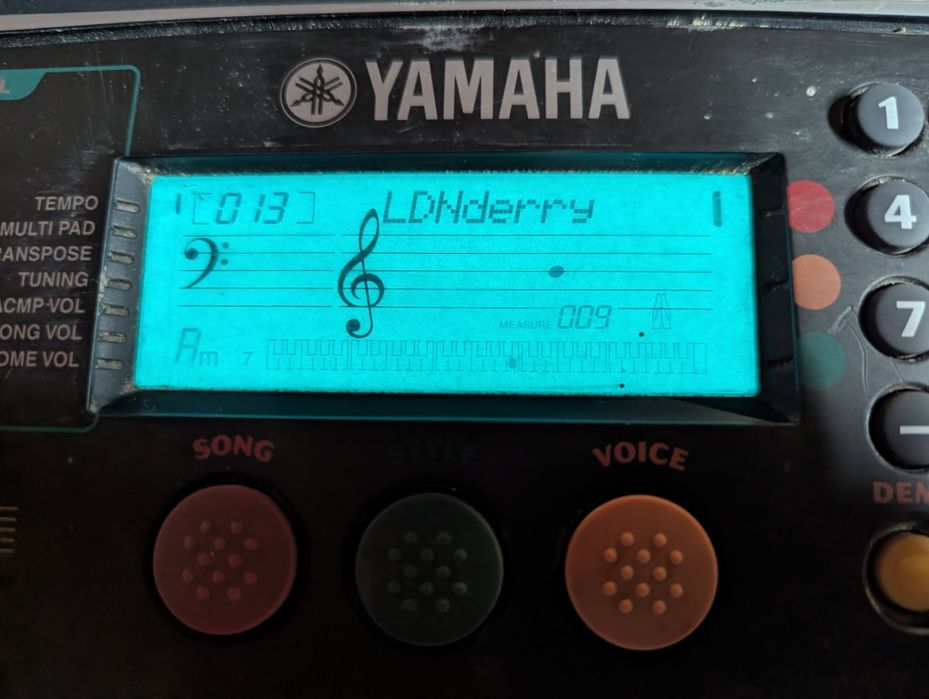 YAMAHA
013 LDNderry
MEASURE 009
Am 7
TEMPO
MULTI PAD
RANSPOSE
TUNING
ACMP-VOL
ONG VOL
OME VOL
SONG
STYLE
VOICE
1
4
7
DEM